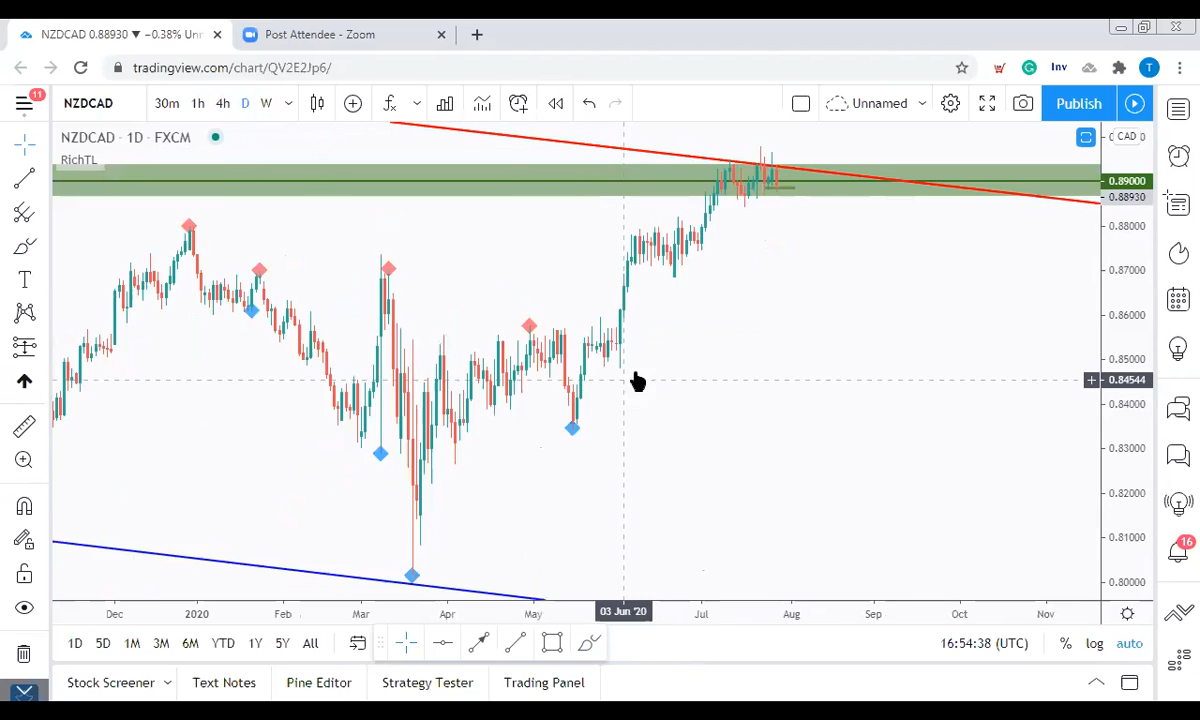 NZDCAD 0.88930 ▼ −0.38% Unn
Post Attendee - Zoom
tradingview.com/chart/QV2E2Jp6/
Inv
T
11
NZDCAD
30m 1h 4h D W
Unnamed
Publish
NZDCAD · 1D · FXCM
RichTL
CAD
0.89000
0.88930
0.88000
0.87000
0.86000
0.85000
0.84544
0.84000
0.83000
0.82000
0.81000
0.80000
16
Dec 2020 Feb Mar Apr May 03 Jun '20 Jul Aug Sep Oct Nov
1D 5D 1M 3M 6M YTD 1Y 5Y All
16:54:38 (UTC) % log auto
Stock Screener Text Notes Pine Editor Strategy Tester Trading Panel